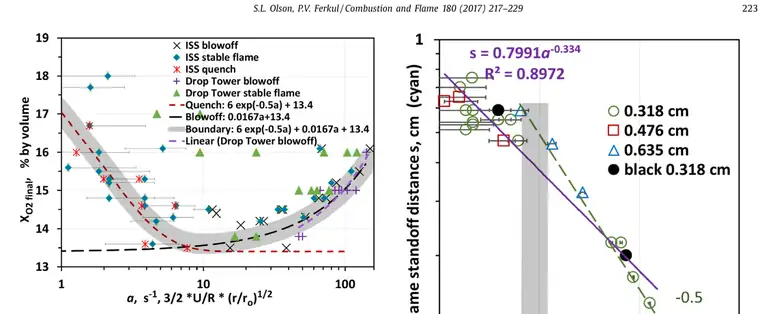 S.L. Olson, P.V. Ferkul / Combustion and Flame 180 (2017) 217–229
223
19
18
17
16
15
14
13
X_O2 final, % by volume
ISS blowoff
ISS stable flame
ISS quench
Drop Tower blowoff
Drop Tower stable flame
Quench: 6 exp(-0.5a) + 13.4
Blowoff: 0.0167a+13.4
Boundary: 6 exp(-0.5a) + 0.0167a + 13.4
Linear (Drop Tower blowoff)
1
10
100
a, s⁻¹, 3/2 *U/R * (r/r₀)^1/2
1
s = 0.7991a^-0.334
R² = 0.8972
0.318 cm
0.476 cm
0.635 cm
black 0.318 cm
-0.5
ame standoff distance s, cm (cyan)